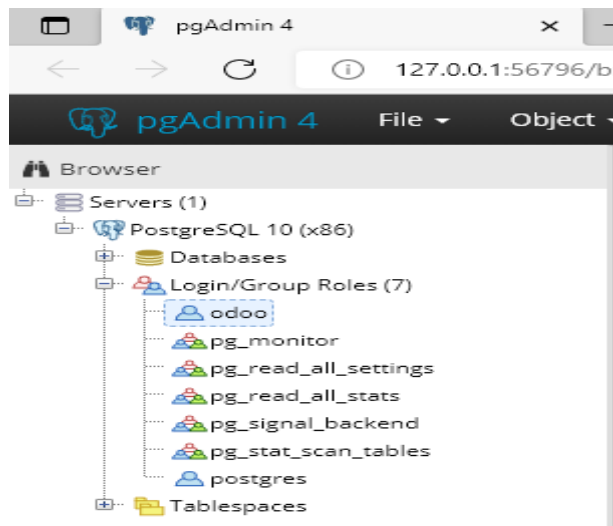 pgAdmin 4
127.0.0.1:56796/b
pgAdmin 4 File Object
Browser
Servers (1)
PostgreSQL 10 (x86)
Databases
Login/Group Roles (7)
odoo
pg_monitor
pg_read_all_settings
pg_read_all_stats
pg_signal_backend
pg_stat_scan_tables
postgres
Tablespaces